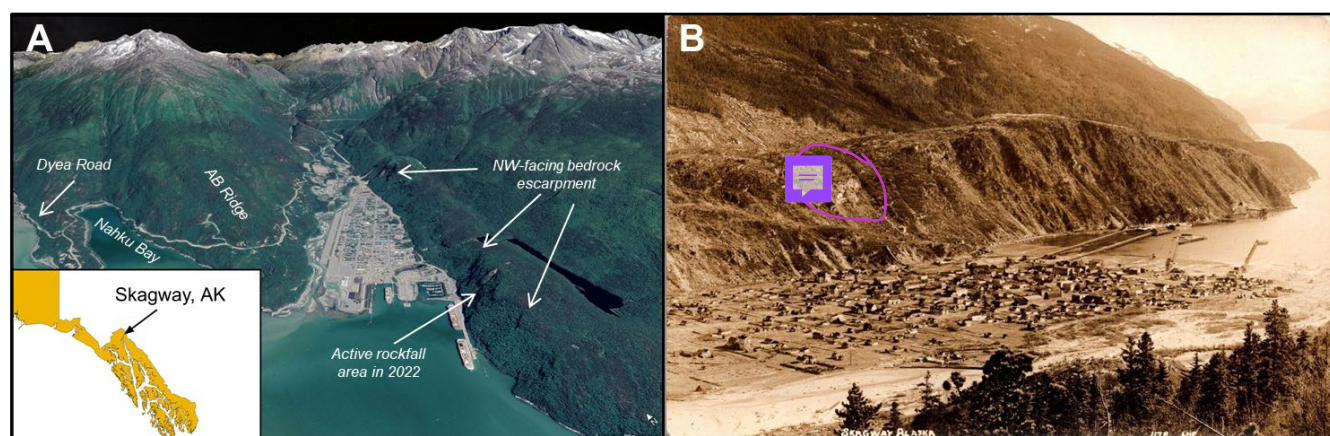 A
Dyea Road
AB Ridge
Nahku Bay
NW-facing bedrock
escarpment
Active rockfall
area in 2022
Skagway, AK
N
B
SKAGWAY ALASKA